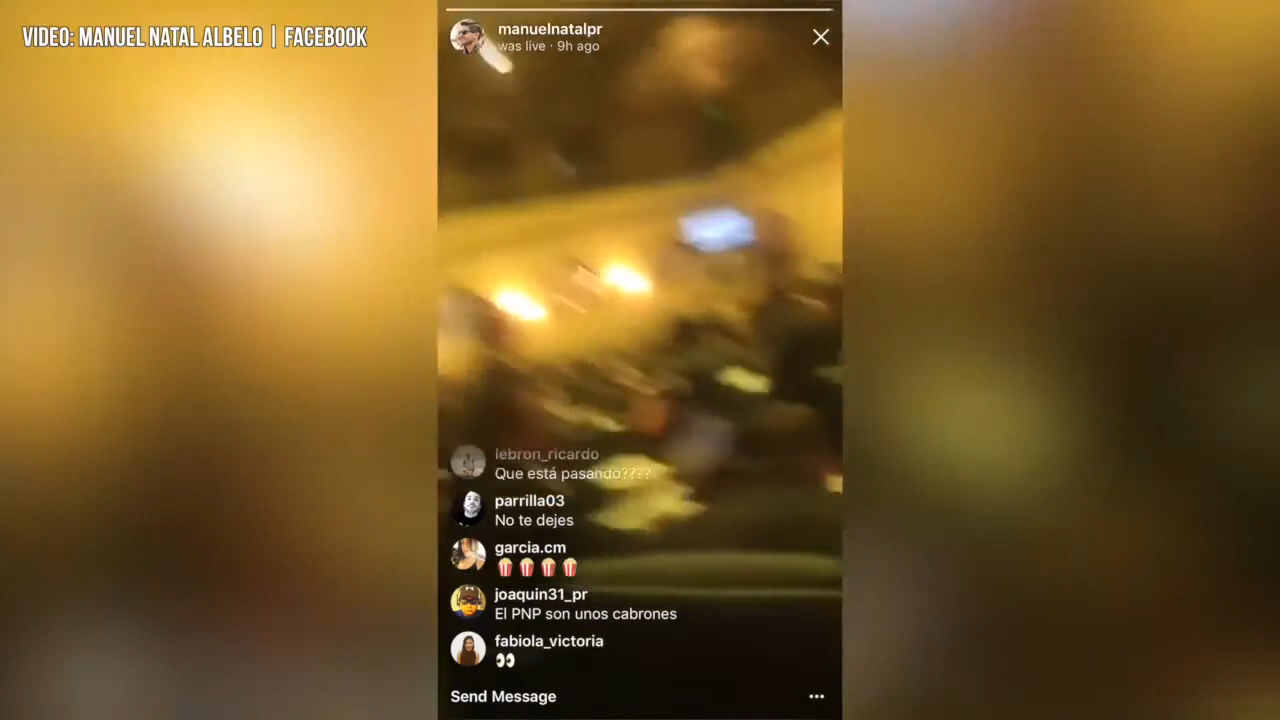 VIDEO: MANUEL NATAL ALBELO | FACEBOOK
manuelnatalpr
was live · 9h ago
lebron_ricardo
Que está pasando????
parrilla03
No te dejes
garcia.cm
🍿🍿🍿🍿
joaquin31_pr
El PNP son unos cabrones
fabiola_victoria
👀
Send Message